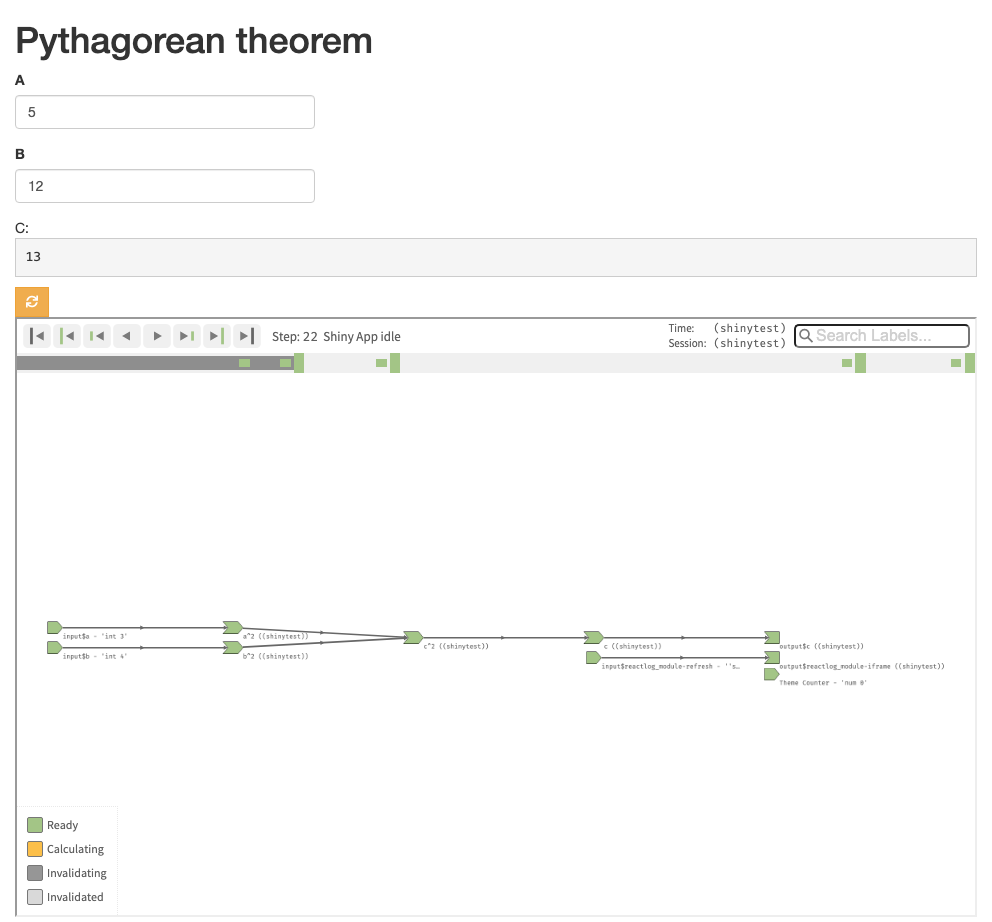 Pythagorean theorem
A
5
B
12
C:
13
Step: 22 Shiny App idle
Time: (shinytest)
Session: (shinytest)
Search Labels...
input$a - 'int 3'
a^2 ((shinytest))
input$b - 'int 4'
b^2 ((shinytest))
c^2 ((shinytest))
c ((shinytest))
output$c ((shinytest))
input$reactlog_module-refresh - ''s…
output$reactlog_module-iframe ((shinytest))
Theme Counter - 'num 0'
Ready
Calculating
Invalidating
Invalidated